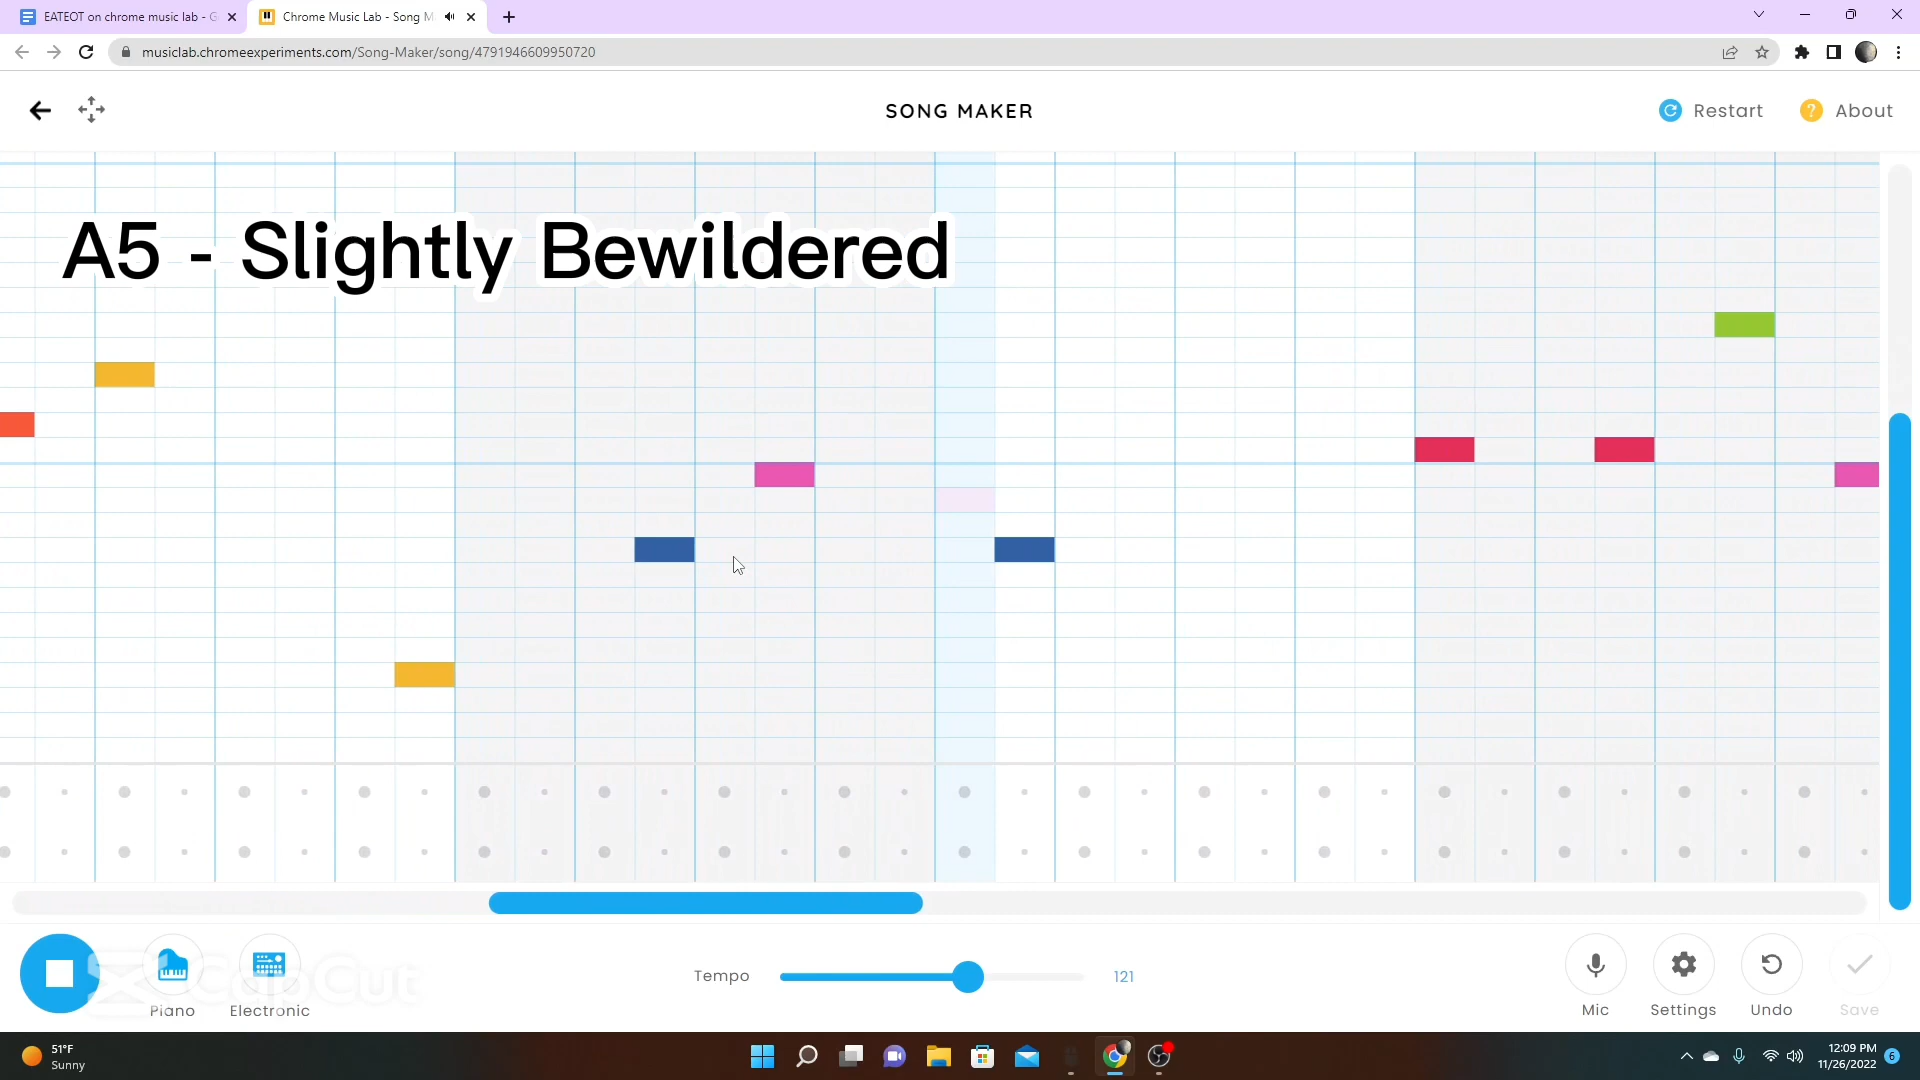 EATEOT on chrome music lab - G
Chrome Music Lab - Song M
musiclab.chromeexperiments.com/Song-Maker/song/4791946609950720
SONG MAKER
Restart
? About
A5 - Slightly Bewildered
CapCut
Tempo
121
Piano
Electronic
Mic
Settings
Undo
Save
51°F
Sunny
12:09 PM
11/26/2022
6